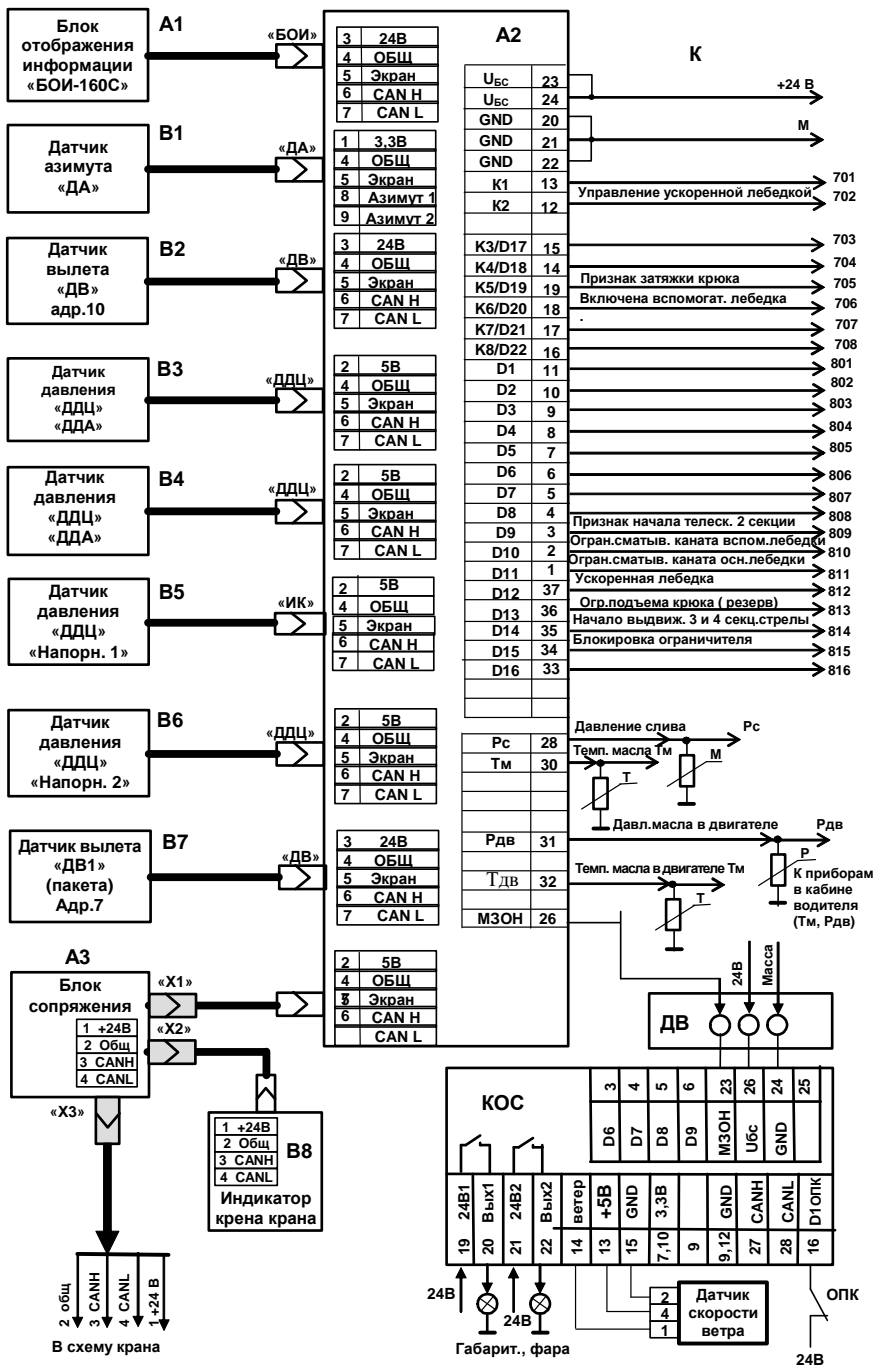 Блок
отображения
информации
«БОИ-160С»
А1
«БОИ»
3 24В
4 ОБЩ
5 Экран
6 CAN H
7 CAN L
Датчик
азимута
«ДА»
В1
«ДА»
1 3,3В
4 ОБЩ
5 Экран
8 Азимут 1
9 Азимут 2
Датчик
вылета
«ДВ»
адр.10
В2
«ДВ»
3 24В
4 ОБЩ
5 Экран
6 CAN H
7 CAN L
Датчик
давления
«ДДЦ»
«ДДА»
В3
«ДДЦ»
2 5В
4 ОБЩ
5 Экран
6 CAN H
7 CAN L
Датчик
давления
«ДДЦ»
«ДДА»
В4
«ДДЦ»
2 5В
4 ОБЩ
5 Экран
6 CAN H
7 CAN L
Датчик
давления
«ДДЦ»
«Напорн. 1»
В5
«ИК»
2 5В
4 ОБЩ
5 Экран
6 CAN H
7 CAN L
Датчик
давления
«ДДЦ»
«Напорн. 2»
В6
«ДДЦ»
2 5В
4 ОБЩ
5 Экран
6 CAN H
7 CAN L
Датчик вылета
«ДВ1»
(пакета)
Адр.7
В7
«ДВ»
3 24В
4 ОБЩ
5 Экран
6 CAN H
7 CAN L
А3
Блок
сопряжения
1 +24В
2 Общ
3 CANH
4 CANL
«Х1»
«Х2»
«Х3»
2 5В
4 ОБЩ
Экран
6 CAN H
CAN L
1 +24В
2 Общ
3 CANH
4 CANL
В8
Индикатор
крена крана
2 общ
3 CANH
4 CANL
1 +24 В
В схему крана
А2
К
UБС 23
UБС 24
+24 В
GND 20
GND 21
GND 22
М
К1 13
701
Управление ускоренной лебедкой
К2 12
702
K3/D17 15
703
K4/D18 14
704
Признак затяжки крюка
K5/D19 19
705
Включена вспомогат. лебедка
K6/D20 18
706
.
K7/D21 17
707
K8/D22 16
708
D1 11
801
D2 10
802
D3 9
803
D4 8
804
D5 7
805
D6 6
806
D7 5
807
D8 4
808
Признак начала телеск. 2 секции
D9 3
809
Огран.сматыв. каната вспом.лебедки
D10 2
810
Огран.сматыв. каната осн.лебедки
D11 1
811
Ускоренная лебедка
D12 37
812
Огр.подъема крюка ( резерв)
D13 36
813
Начало выдвиж. 3 и 4 секц.стрелы
D14 35
814
Блокировка ограничителя
D15 34
815
D16 33
816
Давление слива
Рс 28
Рс
Темп. масла Тм
Тм 30
Т
М
Давл.масла в двигателе
Рдв 31
Рдв
Р
Темп. масла в двигателе Тм
Тдв 32
Т
К приборам
в кабине
водителя
(Тм, Рдв)
МЗОН 26
24В
Масса
ДВ
КОС
3 4 5 6 23 26 24 25
D6 D7 D8 D9 МЗОН Uбс GND
24В1 Вых1 24В2 Вых2 ветер +5В GND 3,3В GND CANH CANL D1ОПК
19 20 21 22 14 13 15 7,10 9 9,12 27 28 16
24В
24В
Габарит., фара
2
4
1
Датчик
скорости
ветра
ОПК
24В